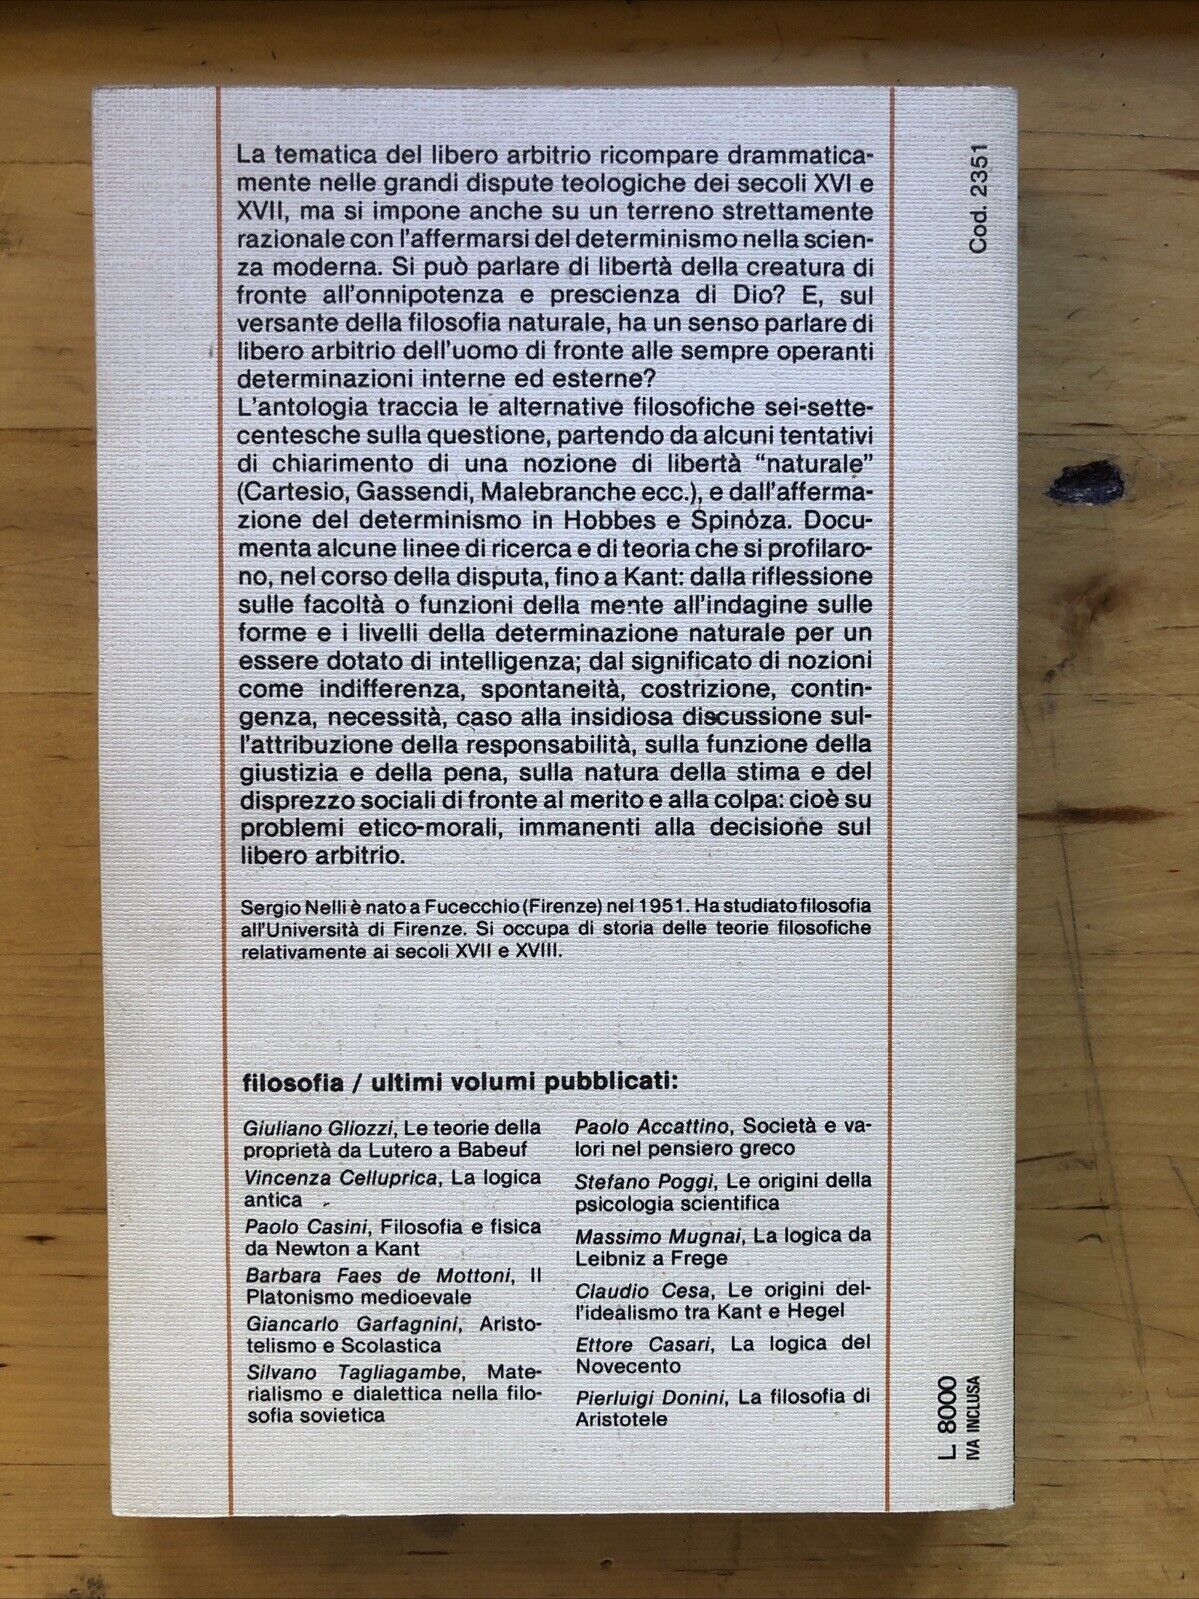 La tematica del libero arbitrio ricompare drammatica-
mente nelle grandi dispute teologiche dei secoli XVI e
XVII, ma si impone anche su un terreno strettamente
razionale con l'affermarsi del determinismo nella scien-
za moderna. Si può parlare di libertà della creatura di
fronte all'onnipotenza e prescienza di Dio? E, sul
versante della filosofia naturale, ha un senso parlare di
libero arbitrio dell'uomo di fronte alle sempre operanti
determinazioni interne ed esterne?
L'antologia traccia le alternative filosofiche sei-sette-
centesche sulla questione, partendo da alcuni tentativi
di chiarimento di una nozione di libertà “naturale”
(Cartesio, Gassendi, Malebranche ecc.), e dall'afferma-
zione del determinismo in Hobbes e Spinoza. Docu-
menta alcune linee di ricerca e di teoria che si profilaro-
no, nel corso della disputa, fino a Kant: dalla riflessione
sulle facoltà o funzioni della mente all'indagine sulle
forme e i livelli della determinazione naturale per un
essere dotato di intelligenza; dal significato di nozioni
come indifferenza, spontaneità, costrizione, contin-
genza, necessità, caso alla insidiosa discussione sul-
l'attribuzione della responsabilità, sulla funzione della
giustizia e della pena, sulla natura della stima e del
disprezzo sociali di fronte al merito e alla colpa: cioè su
problemi etico-morali, immanenti alla decisione sul
libero arbitrio.
Sergio Nelli è nato a Fucecchio (Firenze) nel 1951. Ha studiato filosofia
all'Università di Firenze. Si occupa di storia delle teorie filosofiche
relativamente ai secoli XVII e XVIII.
filosofia / ultimi volumi pubblicati:
Giuliano Gliozzi, Le teorie della
proprietà da Lutero a Babeuf
Vincenza Celluprica, La logica
antica
Paolo Casini, Filosofia e fisica
da Newton a Kant
Barbara Faes de Mottoni, Il
Platonismo medioevale
Giancarlo Garfagnini, Aristo-
telismo e Scolastica
Silvano Tagliagambe, Mate-
rialismo e dialettica nella filo-
sofia sovietica
Paolo Accattino, Società e va-
lori nel pensiero greco
Stefano Poggi, Le origini della
psicologia scientifica
Massimo Mugnai, La logica da
Leibniz a Frege
Claudio Cesa, Le origini del-
l'idealismo tra Kant e Hegel
Ettore Casari, La logica del
Novecento
Pierluigi Donini, La filosofia di
Aristotele
Cod. 2351
L 8000
IVA INCLUSA